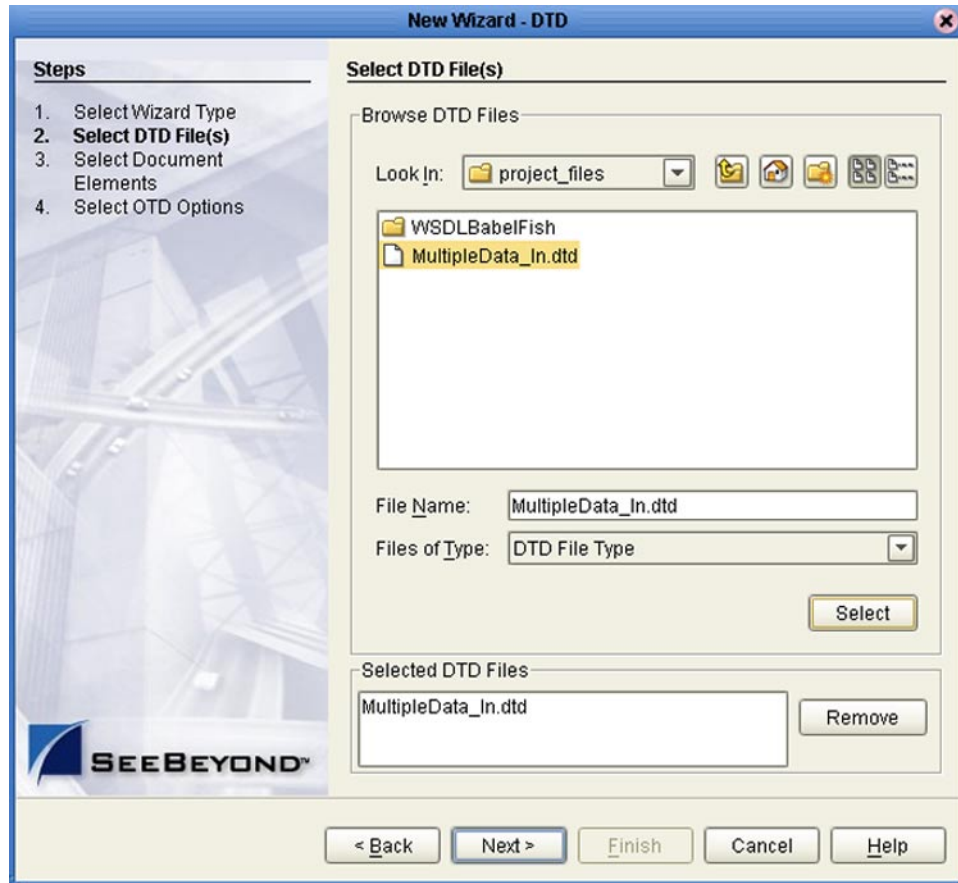 New Wizard - DTD
Steps
1. Select Wizard Type
2. Select DTD File(s)
3. Select Document
Elements
4. Select OTD Options
SEEBEYOND™
Select DTD File(s)
Browse DTD Files
Look In: project_files
WSDLBabelFish
MultipleData_In.dtd
File Name: MultipleData_In.dtd
Files of Type: DTD File Type
Select
Selected DTD Files
MultipleData_In.dtd
Remove
< Back Next > Finish Cancel Help